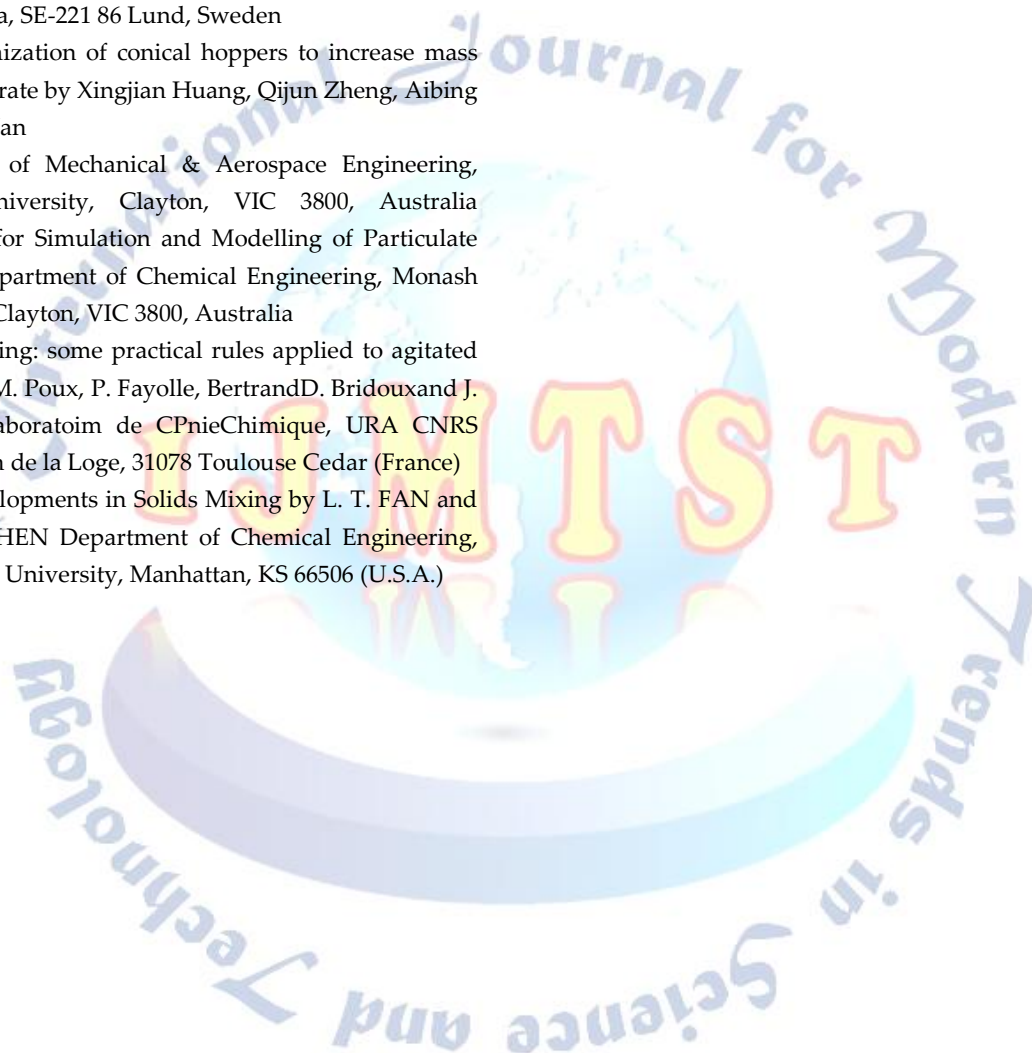 a, SE-221 86 Lund, Sweden
nization of conical hoppers to increase mass
rate by Xingjian Huang, Qijun Zheng, Aibing
an
of Mechanical & Aerospace Engineering,
niversity, Clayton, VIC 3800, Australia
for Simulation and Modelling of Particulate
partment of Chemical Engineering, Monash
Clayton, VIC 3800, Australia
ing: some practical rules applied to agitated
M. Poux, P. Fayolle, BertrandD. Bridouxand J.
aboratoim de CPnieChimique, URA CNRS
n de la Loge, 31078 Toulouse Cedar (France)
lopments in Solids Mixing by L. T. FAN and
HEN Department of Chemical Engineering,
University, Manhattan, KS 66506 (U.S.A.)
International Journal for Modern Trends in Science and Technology
IJMTST